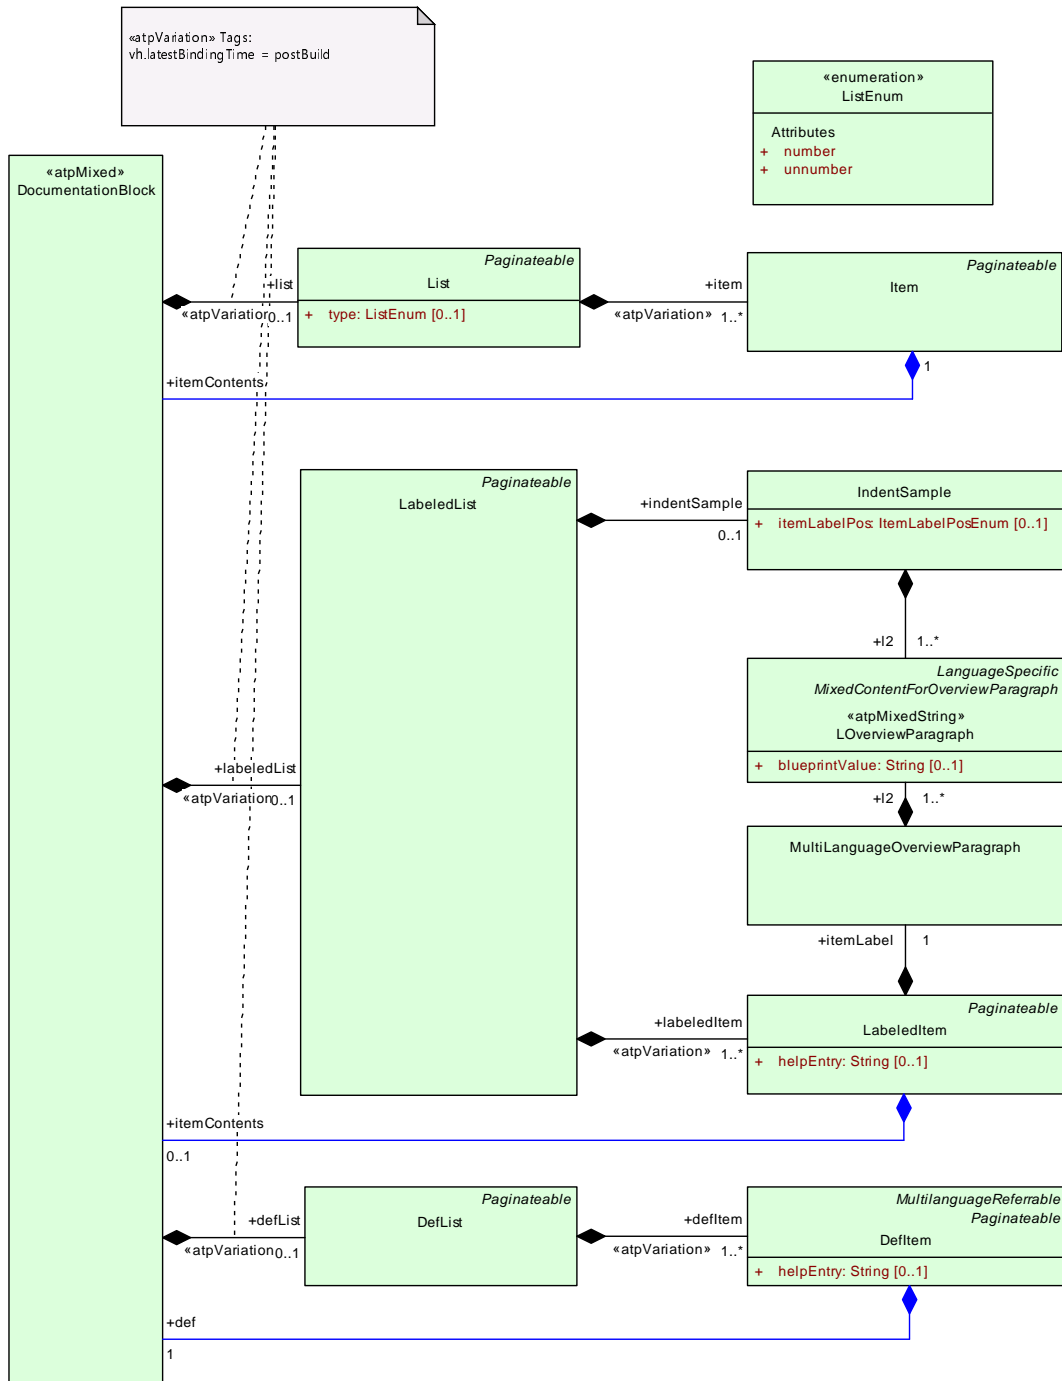 «atpVariation» Tags:
vh.latestBindingTime = postBuild
«enumeration»
ListEnum
Attributes
+ number
+ unnumber
«atpMixed»
DocumentationBlock
Paginateable
List
+ type: ListEnum [0..1]
Paginateable
Item
+list
«atpVariation
0..1
+item
«atpVariation» 1..*
+itemContents
1
Paginateable
LabeledList
+indentSample
0..1
IndentSample
+ itemLabelPos: ItemLabelPosEnum [0..1]
+l2 1..*
LanguageSpecific
MixedContentForOverviewParagraph
«atpMixedString»
LOverviewParagraph
+ blueprintValue: String [0..1]
+labeledList
«atpVariation
0..1
+l2 1..*
MultiLanguageOverviewParagraph
+itemLabel 1
Paginateable
LabeledItem
+ helpEntry: String [0..1]
+labeledItem
«atpVariation» 1..*
+itemContents
0..1
Paginateable
DefList
MultilanguageReferrable
Paginateable
DefItem
+ helpEntry: String [0..1]
+defList
«atpVariation
0..1
+defItem
«atpVariation» 1..*
+def
1